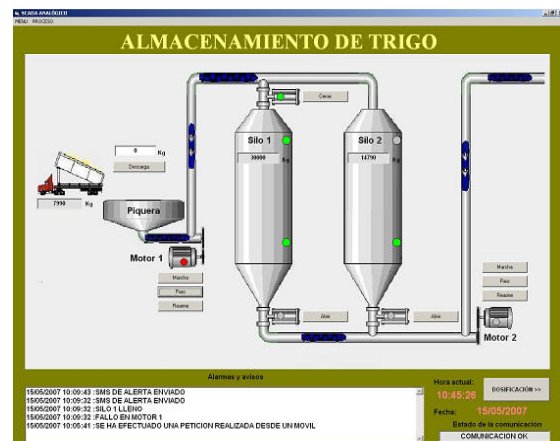 SCADA ANALÓGICO
MENU PROCESO
ALMACENAMIENTO DE TRIGO
Cerrar
Silo 1
30000
Kg
Silo 2
14790
Kg
0
Kg
Descarga
7990
Kg
Piquera
Motor 1
Marcha
Paro
Rearme
Abrir
Abrir
Marcha
Paro
Rearme
Motor 2
Alarmas y avisos
15/05/2007 10:09:43 :SMS DE ALERTA ENVIADO
15/05/2007 10:09:32 :SMS DE ALERTA ENVIADO
15/05/2007 10:09:32 :SILO 1 LLENO
15/05/2007 10:09:32 :FALLO EN MOTOR 1
15/05/2007 10:05:41 :SE HA EFECTUADO UNA PETICION REALIZADA DESDE UN MOVIL
Hora actual:
10:45:26
DOSIFICACIÓN >>
Fecha: 15/05/2007
Estado de la comunicacion
COMUNICACION OK